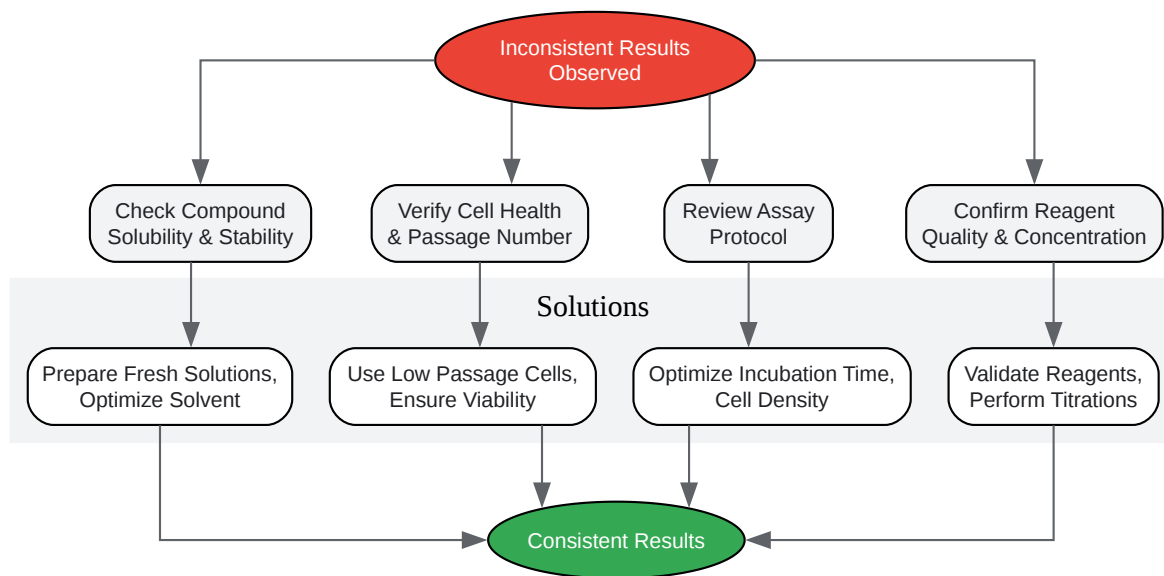 Inconsistent Results
Observed
Check Compound
Solubility & Stability
Verify Cell Health
& Passage Number
Review Assay
Protocol
Confirm Reagent
Quality & Concentration
Solutions
Prepare Fresh Solutions,
Optimize Solvent
Use Low Passage Cells,
Ensure Viability
Optimize Incubation Time,
Cell Density
Validate Reagents,
Perform Titrations
Consistent Results